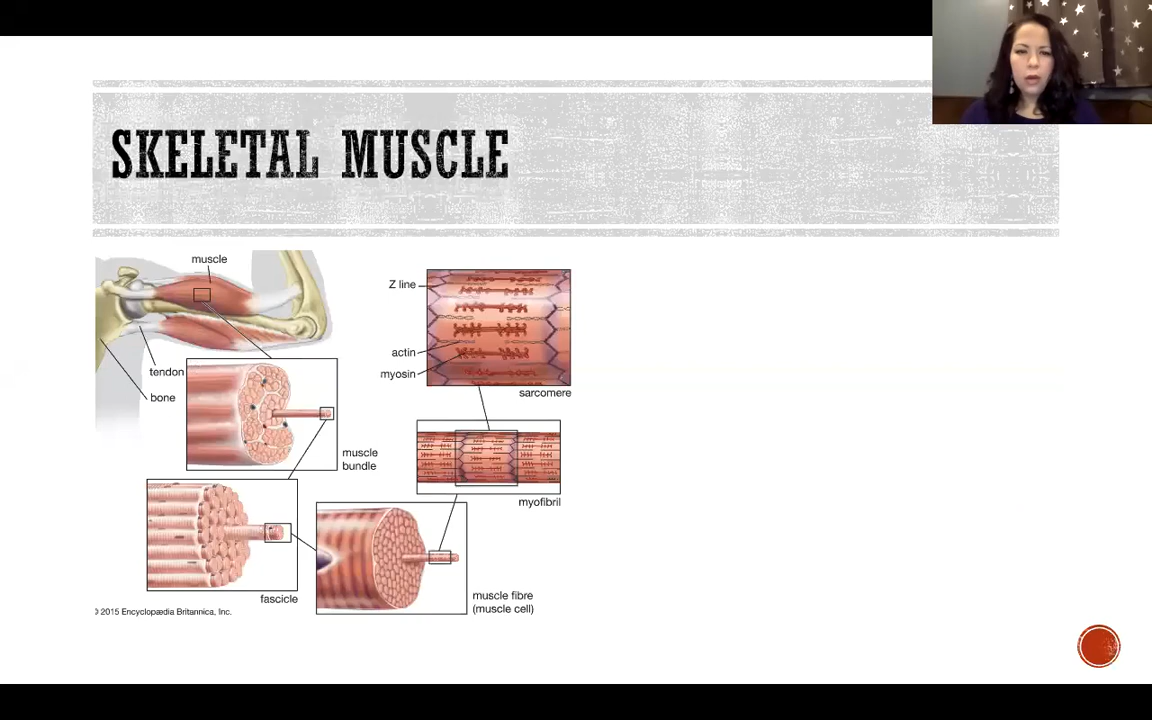 SKELETAL MUSCLE
muscle
tendon
bone
muscle
bundle
fascicle
muscle fibre
(muscle cell)
myofibril
sarcomere
Z line
actin
myosin
© 2015 Encyclopædia Britannica, Inc.